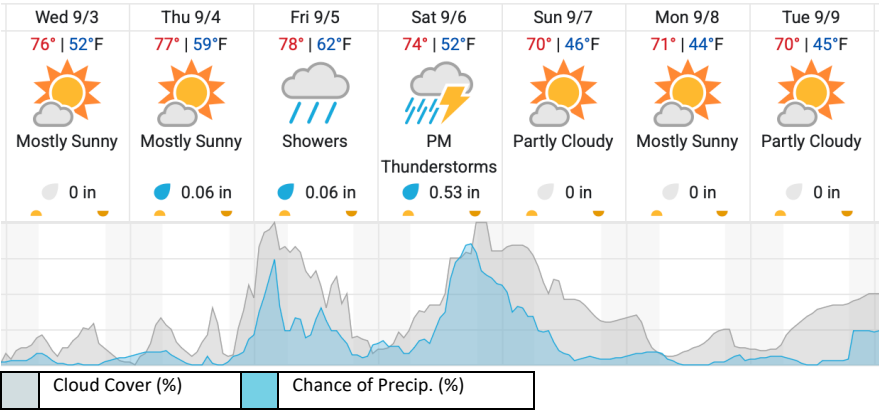 Wed 9/3 Thu 9/4 Fri 9/5 Sat 9/6 Sun 9/7 Mon 9/8 Tue 9/9
76° | 52°F 77° | 59°F 78° | 62°F 74° | 52°F 70° | 46°F 71° | 44°F 70° | 45°F
Mostly Sunny Mostly Sunny Showers PM Partly Cloudy Mostly Sunny Partly Cloudy
Thunderstorms
0 in 0.06 in 0.06 in 0.53 in 0 in 0 in 0 in
Cloud Cover (%) Chance of Precip. (%)